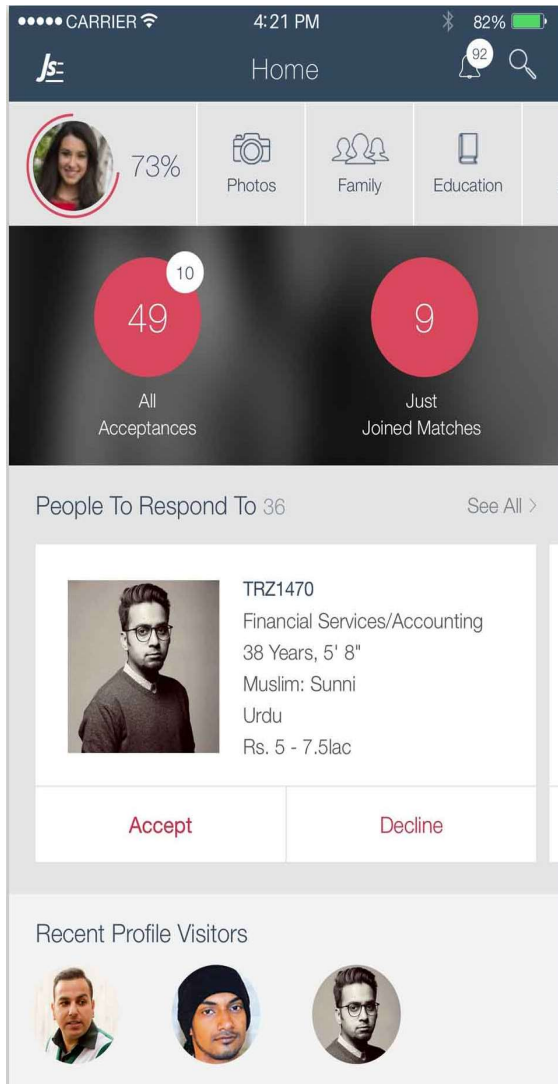 CARRIER 4:21 PM 82%
JS Home 92
73% Photos Family Education
10
49 9
All Just
Acceptances Joined Matches
People To Respond To 36 See All >
TRZ1470
Financial Services/Accounting
38 Years, 5' 8"
Muslim: Sunni
Urdu
Rs. 5 - 7.5lac
Accept Decline
Recent Profile Visitors